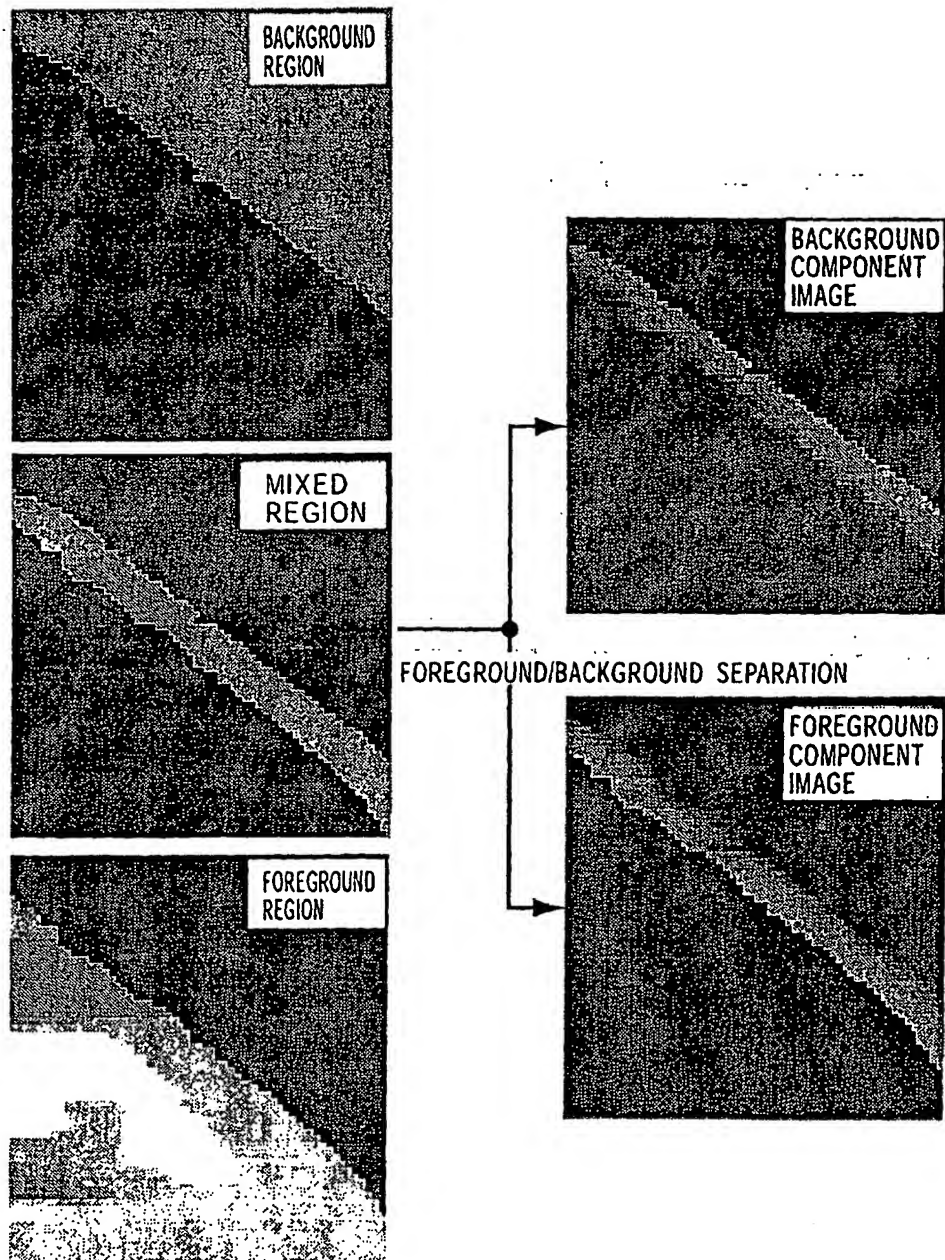 BACKGROUND
REGION
MIXED
REGION
FOREGROUND
REGION
BACKGROUND
COMPONENT
IMAGE
FOREGROUND/BACKGROUND SEPARATION
FOREGROUND
COMPONENT
IMAGE